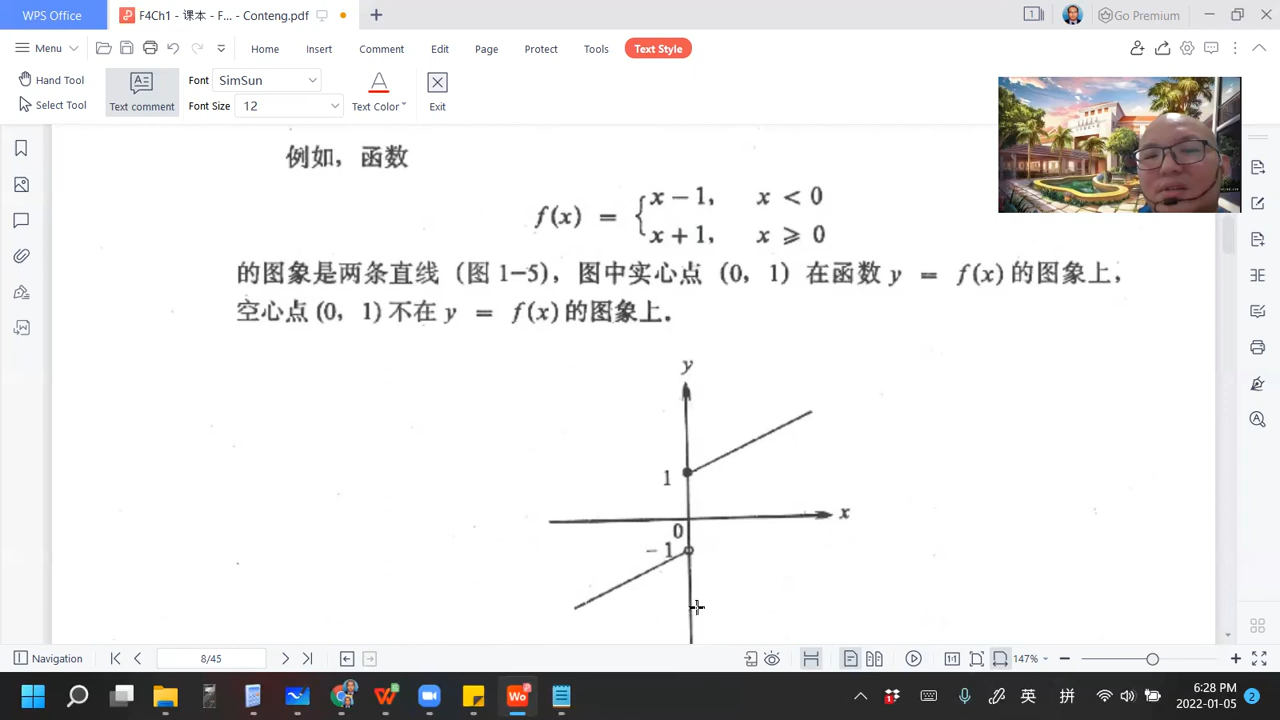 WPS Office
F4Ch1 - 课本 - F... - Conteng.pdf
1
Go Premium
Menu
Home
Insert
Comment
Edit
Page
Protect
Tools
Text Style
Hand Tool
Select Tool
Text comment
Font SimSun
Font Size 12
Text Color
Exit
例如，函数
f(x) = { x − 1, x < 0
x + 1, x ⩾ 0
的图象是两条直线 (图 1−5)，图中实心点 (0, 1) 在函数 y = f(x) 的图象上，
空心点 (0, 1) 不在 y = f(x) 的图象上．
y
1
x
0
−1
Navigation
8/45
147%
英
拼
6:28 PM
2022-01-05
2